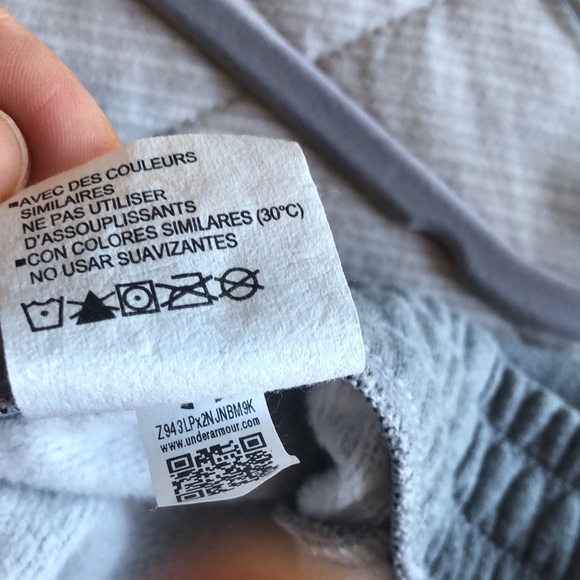 ▪AVEC DES COULEURS
SIMILAIRES
NE PAS UTILISER
D'ASSOUPLISSANTS
▪CON COLORES SIMILARES (30°C)
NO USAR SUAVIZANTES
Z943LPx2NJNBM9K
www.underarmour.com